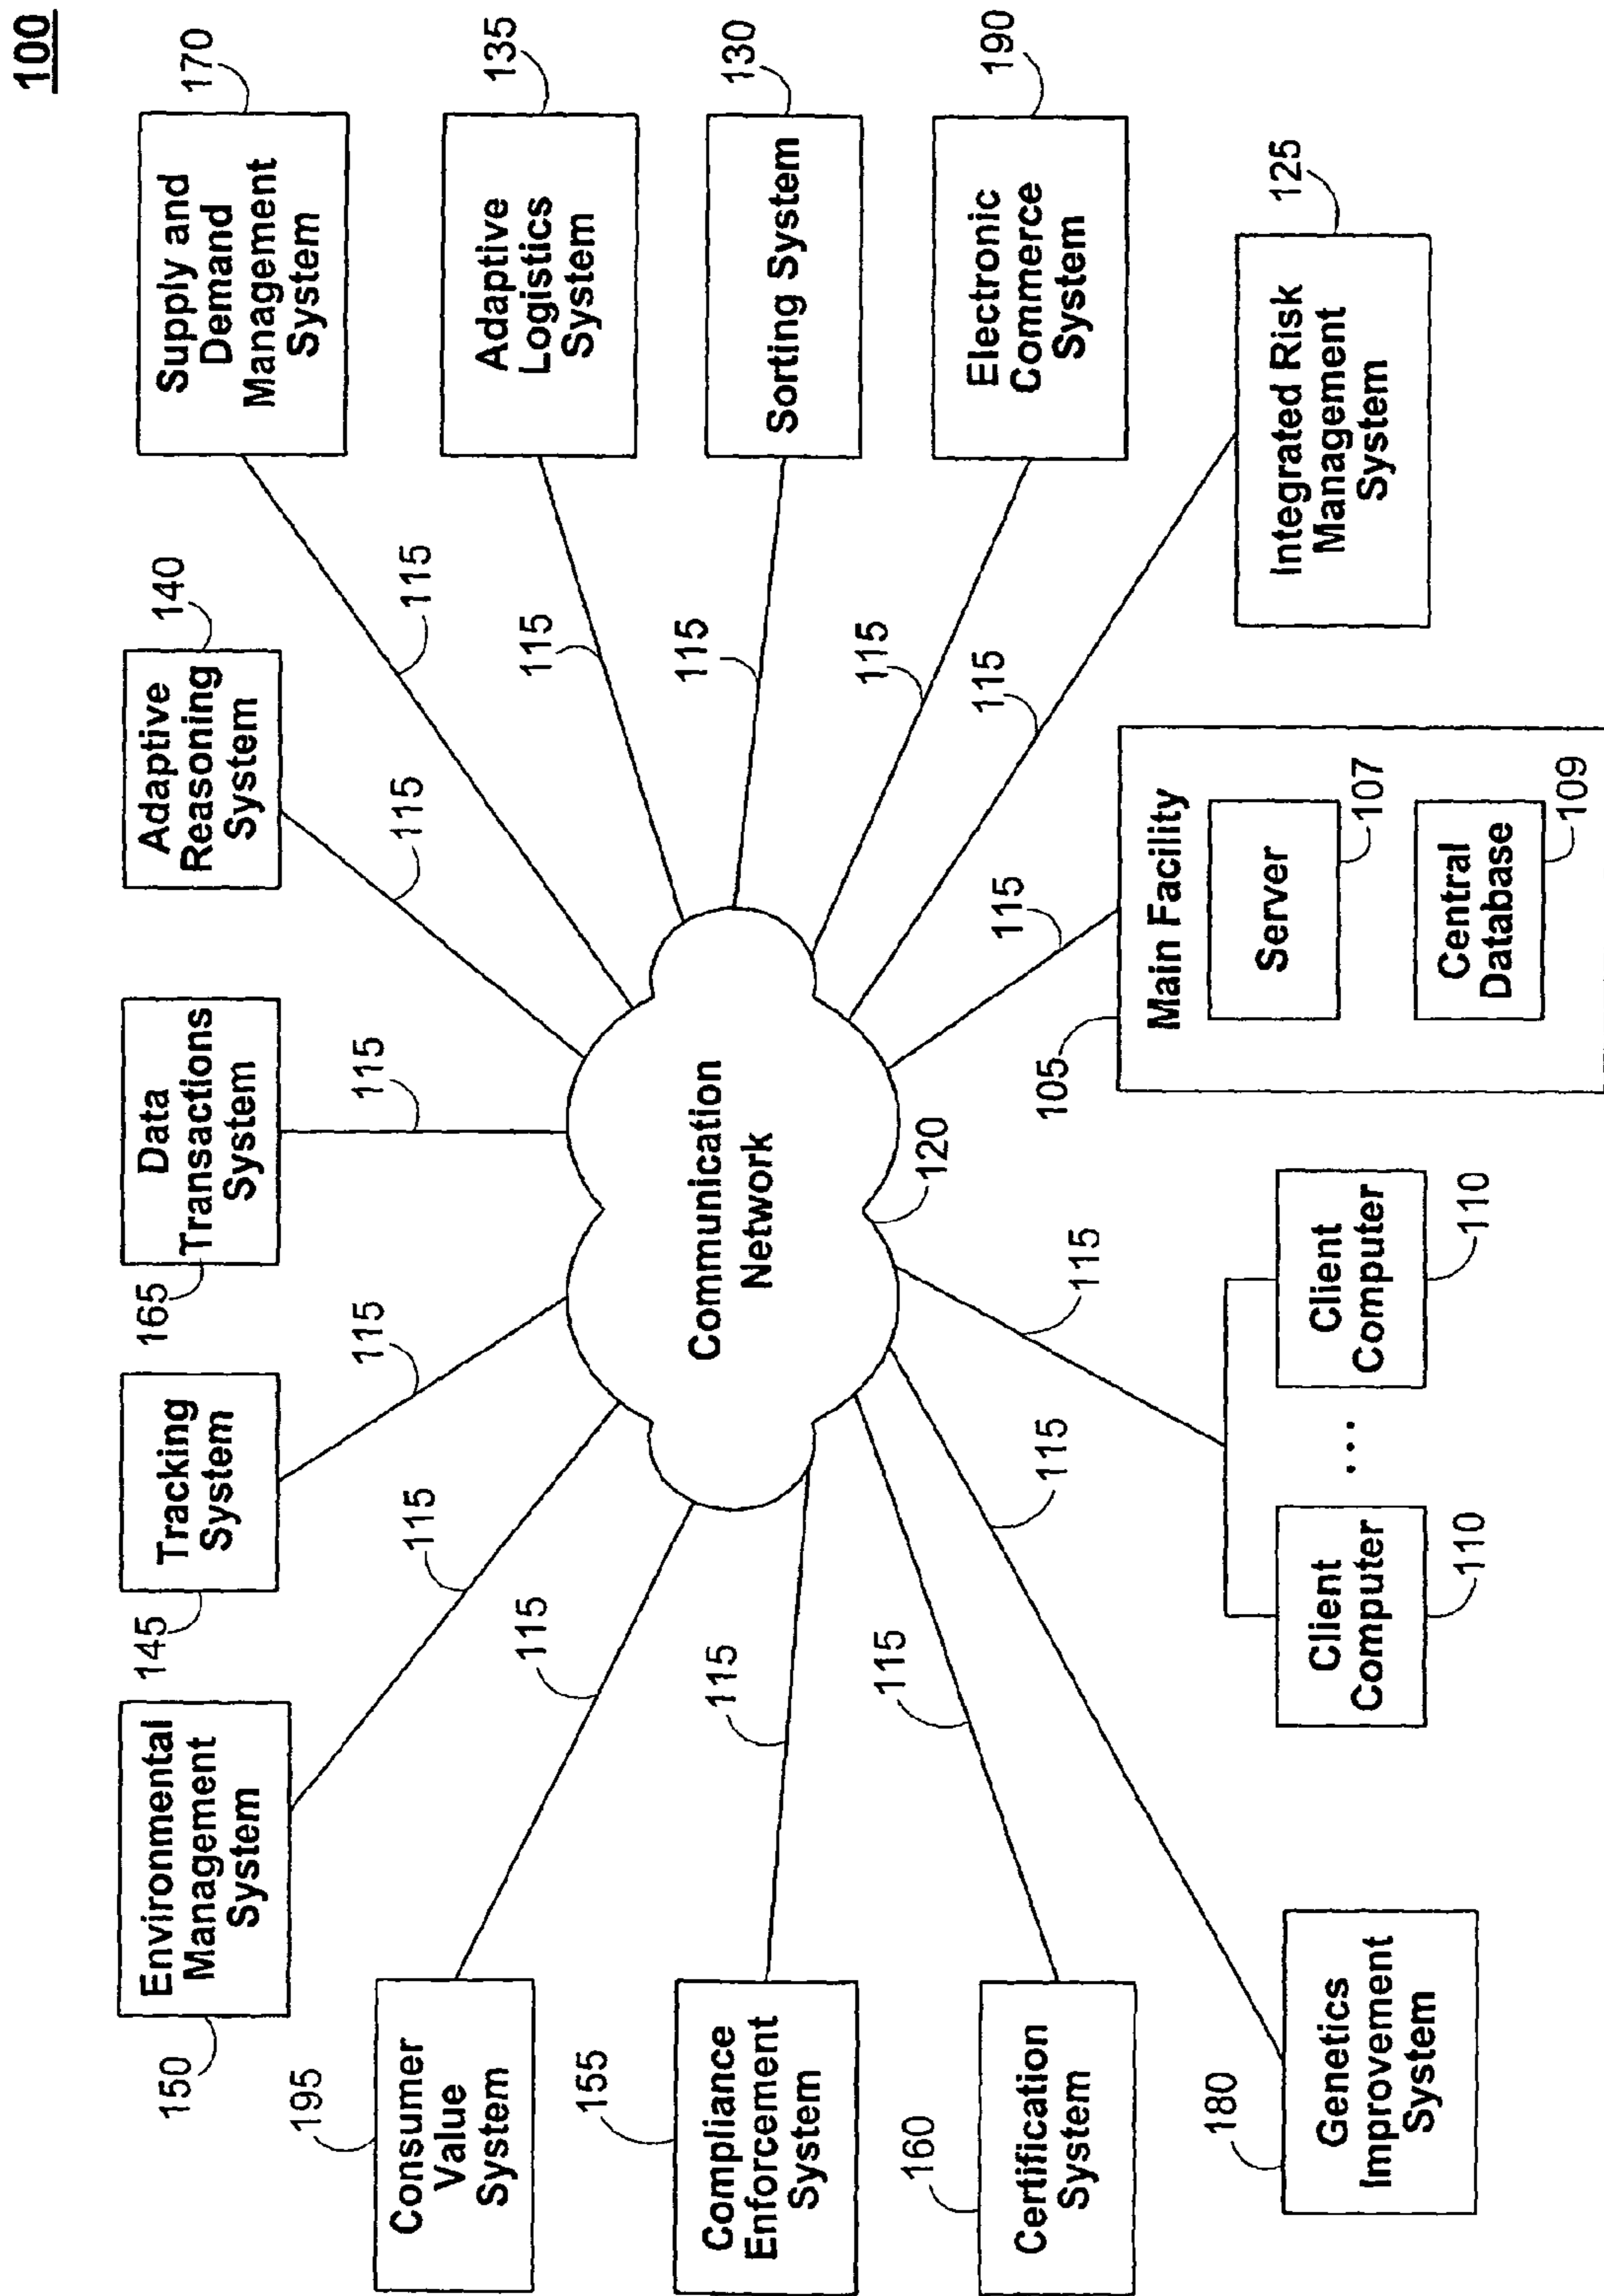 100
150
Environmental
Management
System
115
145
Tracking
System
115
165
Data
Transactions
System
115
Adaptive
Reasoning
System
140
115
Supply and
Demand
Management
System
170
115
195
Consumer
Value
System
115
Adaptive
Logistics
System
135
115
155
Compliance
Enforcement
System
115
Communication
Network
120
Sorting System
130
115
160
Certification
System
115
Electronic
Commerce
System
190
115
180
Genetics
Improvement
System
115
Client
Computer
110
...
Client
Computer
110
115
105
Main Facility
Server
107
Central
Database
109
115
Integrated Risk
Management
System
125
115